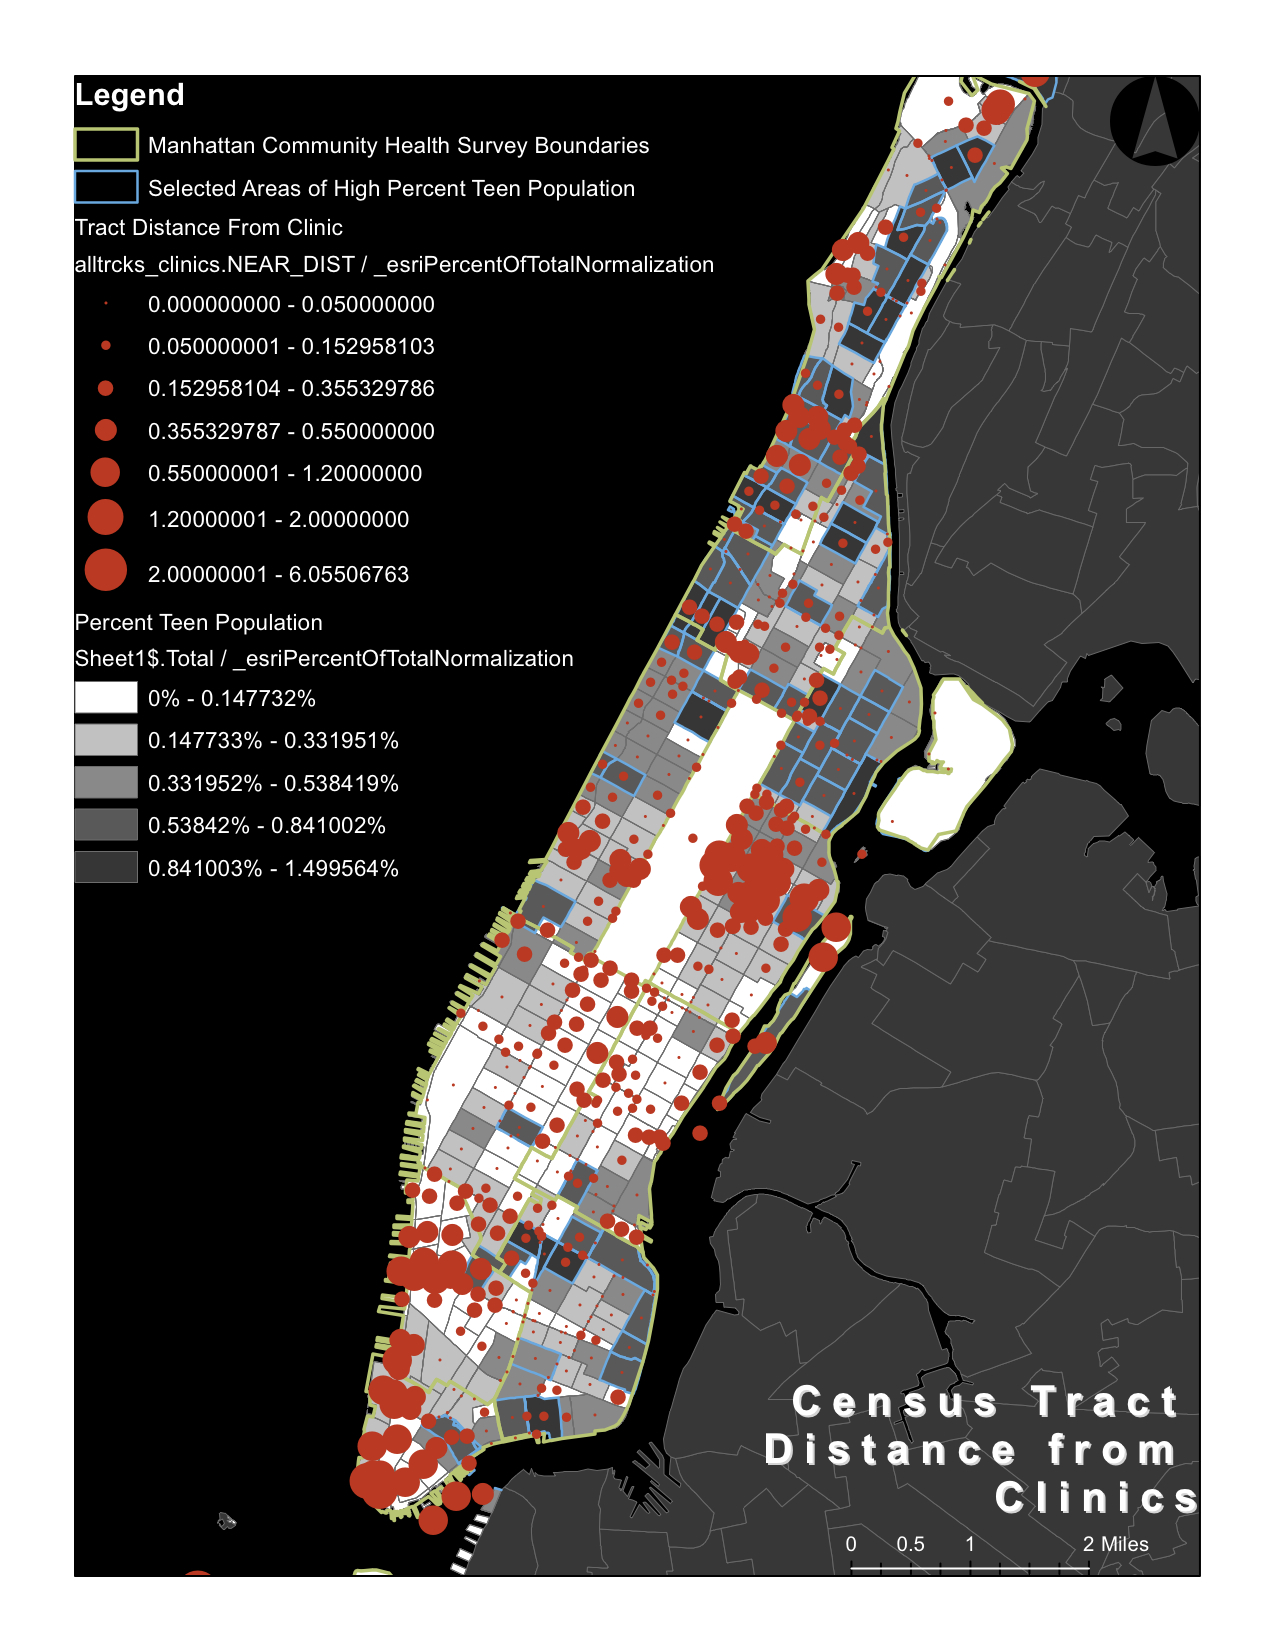 Legend
Manhattan Community Health Survey Boundaries
Selected Areas of High Percent Teen Population
Tract Distance From Clinic
alltrcks_clinics.NEAR_DIST / _esriPercentOfTotalNormalization
0.000000000 - 0.050000000
0.050000001 - 0.152958103
0.152958104 - 0.355329786
0.355329787 - 0.550000000
0.550000001 - 1.20000000
1.20000001 - 2.00000000
2.00000001 - 6.05506763
Percent Teen Population
Sheet1$.Total / _esriPercentOfTotalNormalization
0% - 0.147732%
0.147733% - 0.331951%
0.331952% - 0.538419%
0.53842% - 0.841002%
0.841003% - 1.499564%
Census Tract
Distance from
Clinics
0 0.5 1 2 Miles